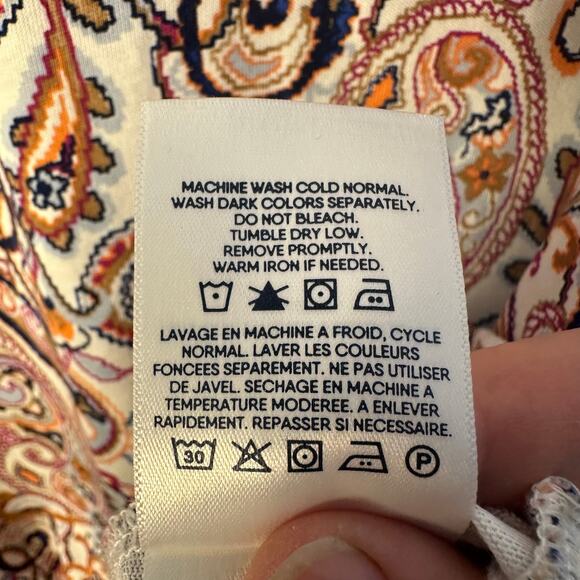 MACHINE WASH COLD NORMAL.
WASH DARK COLORS SEPARATELY.
DO NOT BLEACH.
TUMBLE DRY LOW.
REMOVE PROMPTLY.
WARM IRON IF NEEDED.
LAVAGE EN MACHINE A FROID, CYCLE
NORMAL. LAVER LES COULEURS
FONCEES SEPAREMENT. NE PAS UTILISER
DE JAVEL. SECHAGE EN MACHINE A
TEMPERATURE MODEREE. A ENLEVER
RAPIDEMENT. REPASSER SI NECESSAIRE.
30 P